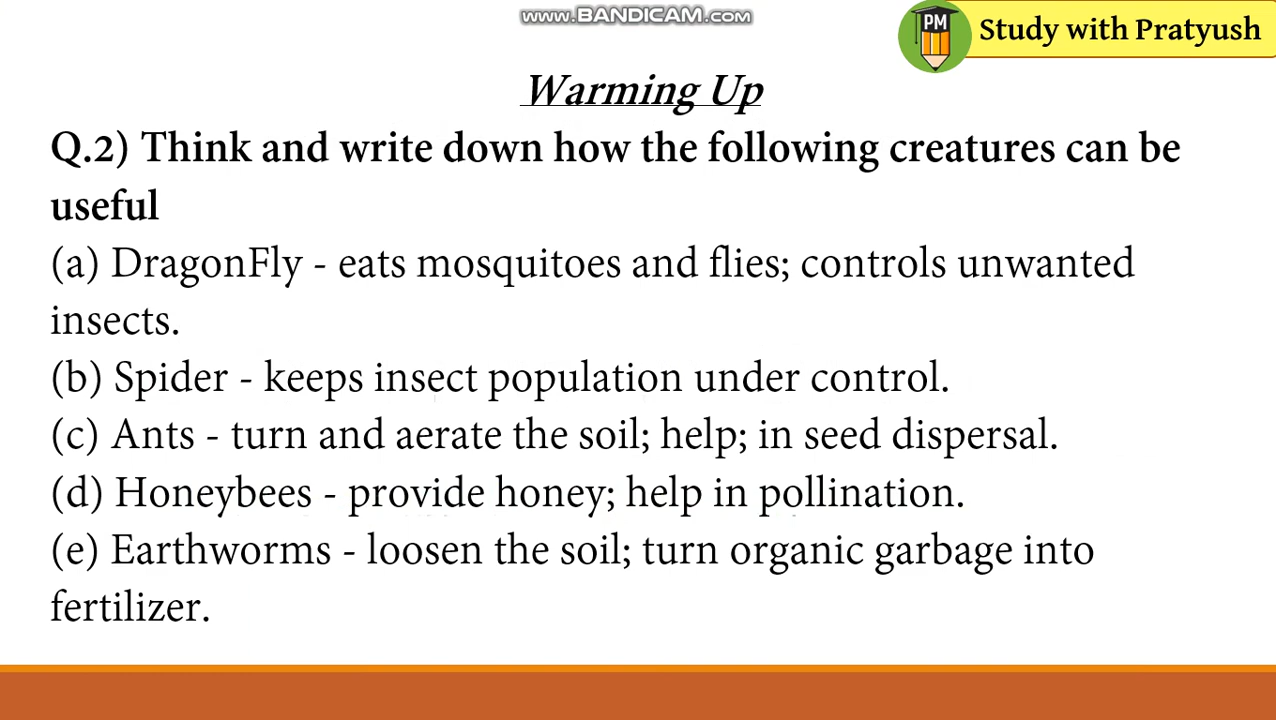 www.BANDICAM.com
PM
Study with Pratyush
Warming Up
Q.2) Think and write down how the following creatures can be
useful
(a) DragonFly - eats mosquitoes and flies; controls unwanted
insects.
(b) Spider - keeps insect population under control.
(c) Ants - turn and aerate the soil; help; in seed dispersal.
(d) Honeybees - provide honey; help in pollination.
(e) Earthworms - loosen the soil; turn organic garbage into
fertilizer.